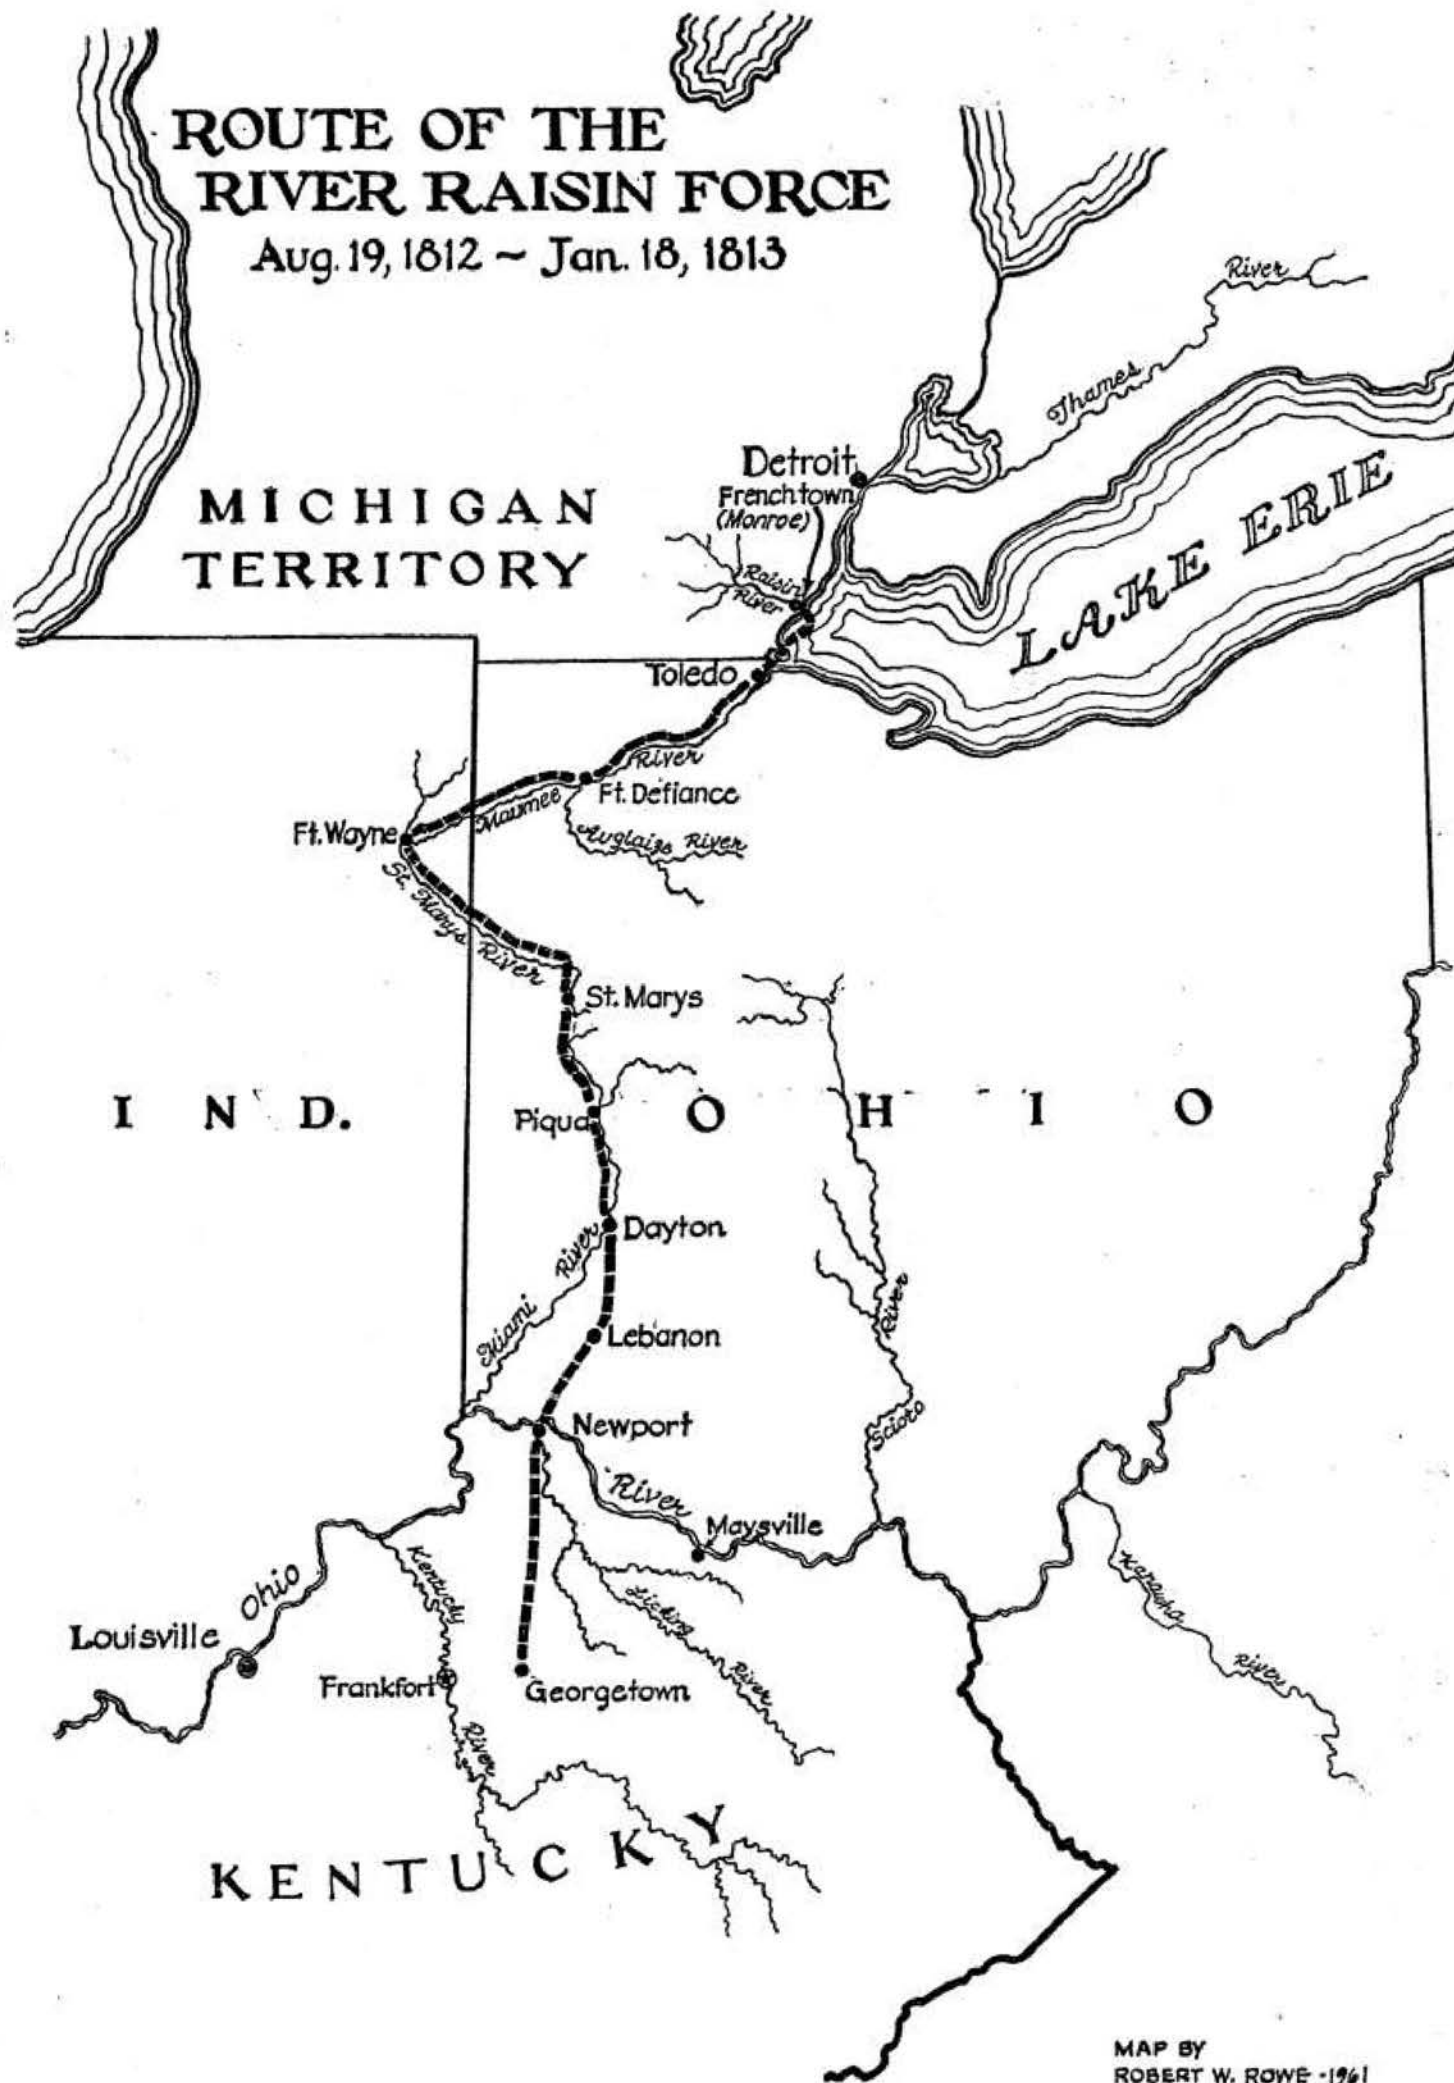 ROUTE OF THE
RIVER RAISIN FORCE
Aug. 19, 1812 ~ Jan. 18, 1813
River
Thames
Detroit
Frenchtown
(Monroe)
MICHIGAN
TERRITORY
LAKE ERIE
Raisin
River
Toledo
River
Ft. Defiance
Maumee
Ft. Wayne
Auglaize River
St. Marys River
St. Marys
IND.
OHIO
Piqua
Dayton
Miami River
Lebanon
River
Scioto
Newport
River
Maysville
Ohio
Kentucky
Licking
River
Kanawha
River
Louisville
Frankfort
Georgetown
River
KENTUCKY
MAP BY
ROBERT W. ROWE - 1961